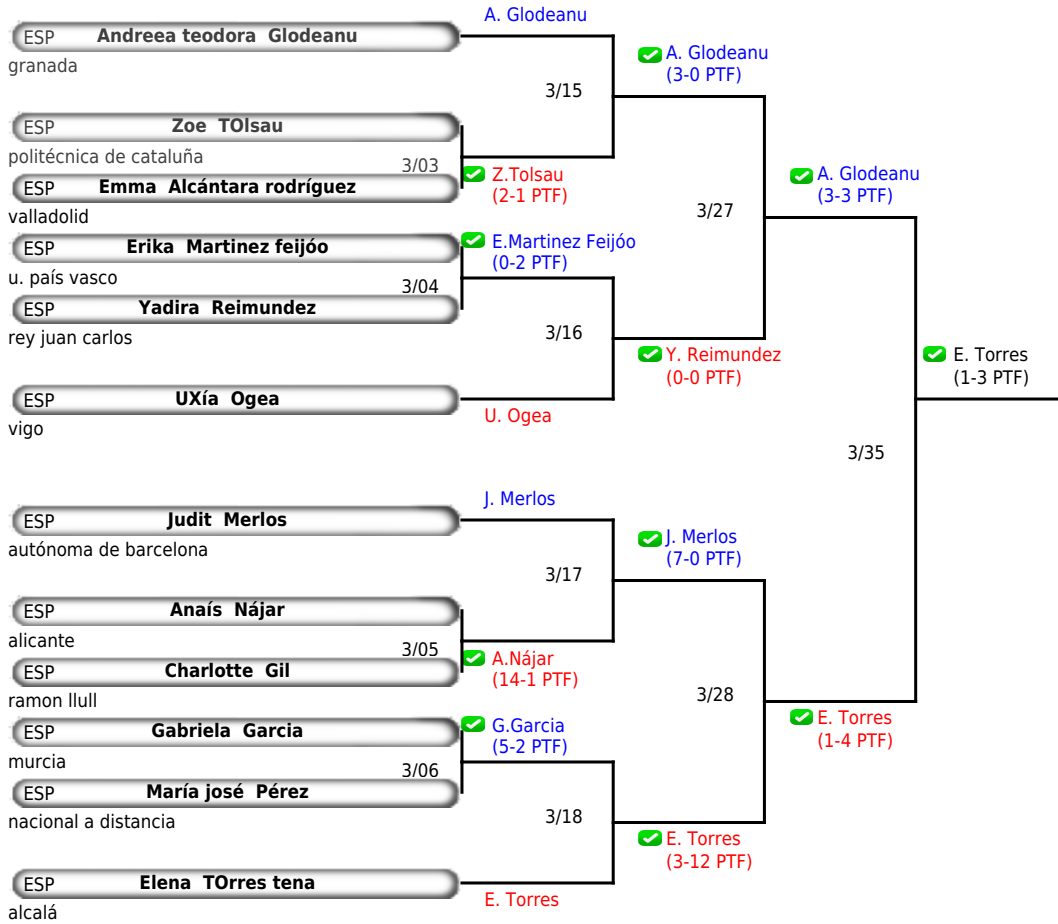 A. Glodeanu
ESP Andreea teodora Glodeanu
granada
A. Glodeanu
(3-0 PTF)
3/15
ESP Zoe TOlsau
politécnica de cataluña
3/03
Z.Tolsau
(2-1 PTF)
ESP Emma Alcántara rodríguez
valladolid
A. Glodeanu
(3-3 PTF)
3/27
ESP Erika Martinez feijóo
u. país vasco
E.Martinez Feijóo
(0-2 PTF)
3/04
ESP Yadira Reimundez
rey juan carlos
3/16
Y. Reimundez
(0-0 PTF)
E. Torres
(1-3 PTF)
ESP UXía Ogea
vigo
U. Ogea
3/35
J. Merlos
ESP Judit Merlos
autónoma de barcelona
J. Merlos
(7-0 PTF)
3/17
ESP Anaís Nájar
alicante
3/05
A.Nájar
(14-1 PTF)
ESP Charlotte Gil
ramon llull
3/28
ESP Gabriela Garcia
murcia
G.Garcia
(5-2 PTF)
E. Torres
(1-4 PTF)
3/06
ESP María josé Pérez
nacional a distancia
3/18
E. Torres
(3-12 PTF)
ESP Elena TOrres tena
alcalá
E. Torres